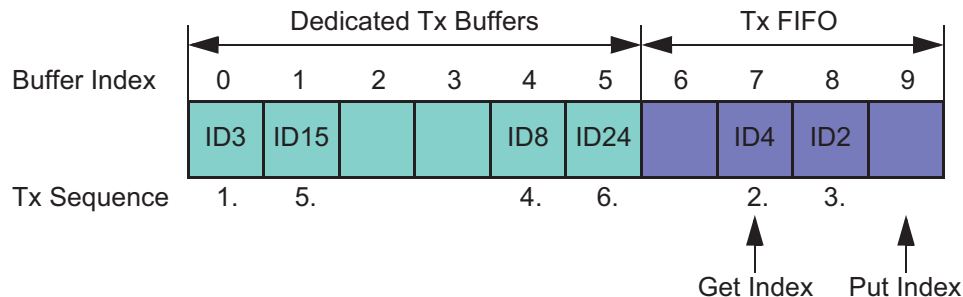 Dedicated Tx Buffers Tx FIFO
Buffer Index 0 1 2 3 4 5 6 7 8 9
ID3 ID15 ID8 ID24 ID4 ID2
Tx Sequence 1. 5. 4. 6. 2. 3.
Get Index Put Index